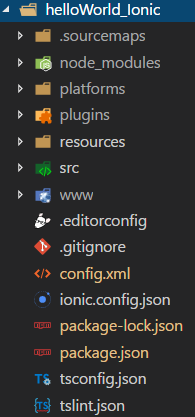 helloWorld_Ionic
.sourcemaps
node_modules
platforms
plugins
resources
src
www
.editorconfig
.gitignore
config.xml
ionic.config.json
package-lock.json
package.json
tsconfig.json
tslint.json